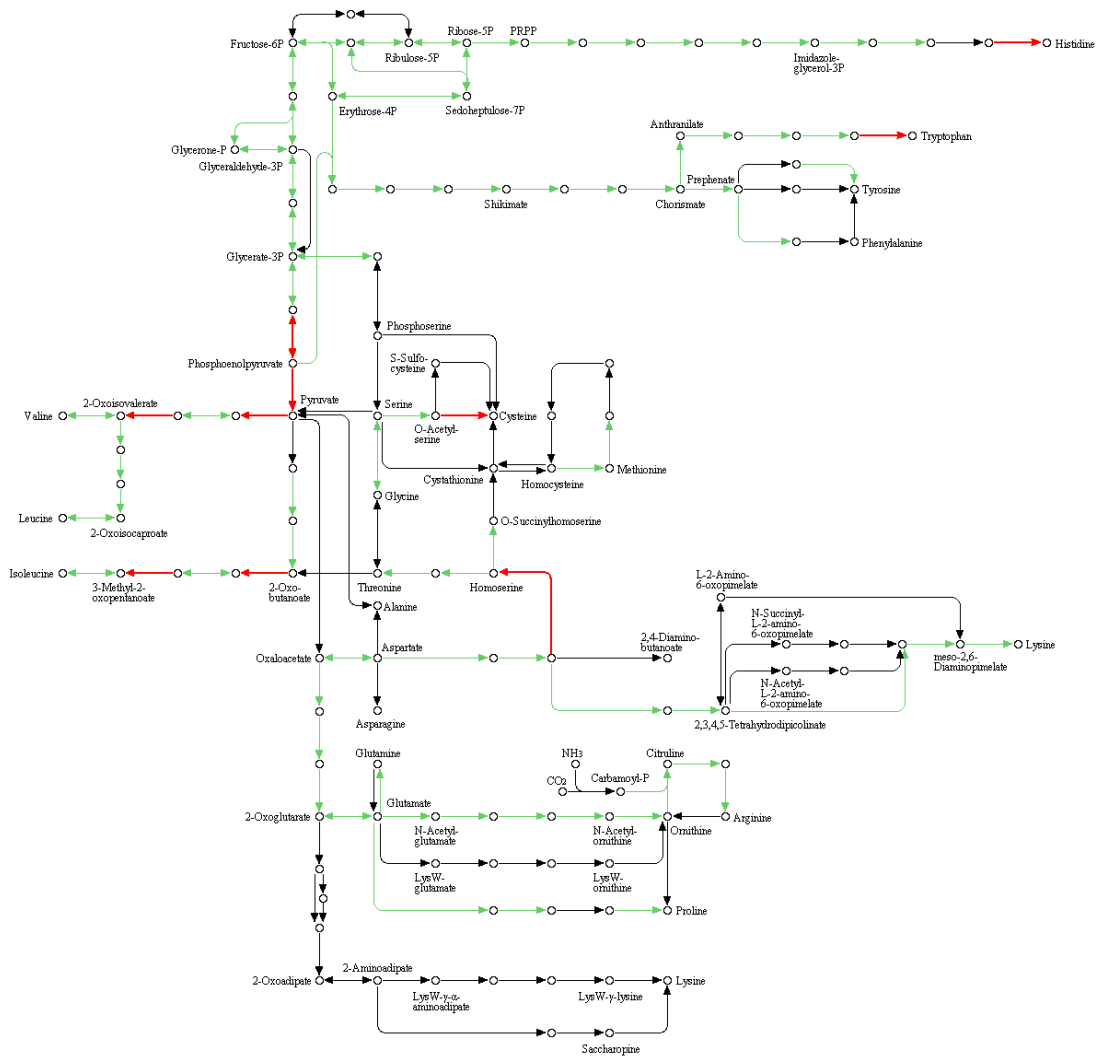 Fructose-6P
Ribose-5P
PRPP
Ribulose-5P
Imidazole-
glycerol-3P
Histidine
Erythrose-4P
Sedoheptulose-7P
Glycerone-P
Glyceraldehyde-3P
Anthranilate
Tryptophan
Shikimate
Chorismate
Prephenate
Tyrosine
Phenylalanine
Glycerate-3P
Phosphoserine
Phosphoenolpyruvate
S-Sulfo-
cysteine
Valine
2-Oxoisovalerate
Pyruvate
Serine
O-Acetyl-
serine
Cysteine
Cystathionine
Homocysteine
Methionine
Glycine
Leucine
2-Oxoisocaproate
O-Succinylhomoserine
Isoleucine
3-Methyl-2-
oxopentanoate
2-Oxo-
butanoate
Threonine
Homoserine
Alanine
L-2-Amino-
6-oxopimelate
N-Succinyl-
L-2-amino-
6-oxopimelate
Oxaloacetate
Aspartate
2,4-Diamino-
butanoate
meso-2,6-
Diaminopimelate
Lysine
N-Acetyl-
L-2-amino-
6-oxopimelate
Asparagine
2,3,4,5-Tetrahydrodipicolinate
Glutamine
NH3
Citruline
CO2
Carbamoyl-P
2-Oxoglutarate
Glutamate
N-Acetyl-
glutamate
N-Acetyl-
ornithine
Ornithine
Arginine
LysW-
glutamate
LysW-
ornithine
Proline
2-Oxoadipate
2-Aminoadipate
LysW-γ-α-
aminoadipate
LysW-γ-lysine
Lysine
Saccharopine